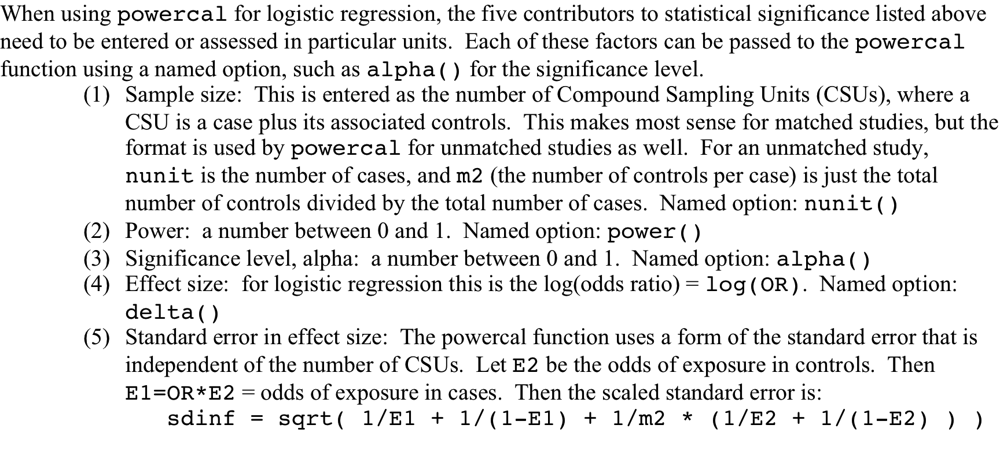 When using powercal for logistic regression, the five contributors to statistical significance listed above
need to be entered or assessed in particular units.  Each of these factors can be passed to the powercal
function using a named option, such as alpha() for the significance level.
(1) Sample size:  This is entered as the number of Compound Sampling Units (CSUs), where a
CSU is a case plus its associated controls.  This makes most sense for matched studies, but the
format is used by powercal for unmatched studies as well.  For an unmatched study,
nunit is the number of cases, and m2 (the number of controls per case) is just the total
number of controls divided by the total number of cases.  Named option: nunit()
(2) Power:  a number between 0 and 1.  Named option: power()
(3) Significance level, alpha:  a number between 0 and 1.  Named option: alpha()
(4) Effect size:  for logistic regression this is the log(odds ratio) = log(OR).  Named option:
delta()
(5) Standard error in effect size:  The powercal function uses a form of the standard error that is
independent of the number of CSUs.  Let E2 be the odds of exposure in controls.  Then
E1=OR*E2 = odds of exposure in cases.  Then the scaled standard error is:
sdinf = sqrt( 1/E1 + 1/(1-E1) + 1/m2 * (1/E2 + 1/(1-E2) ) )